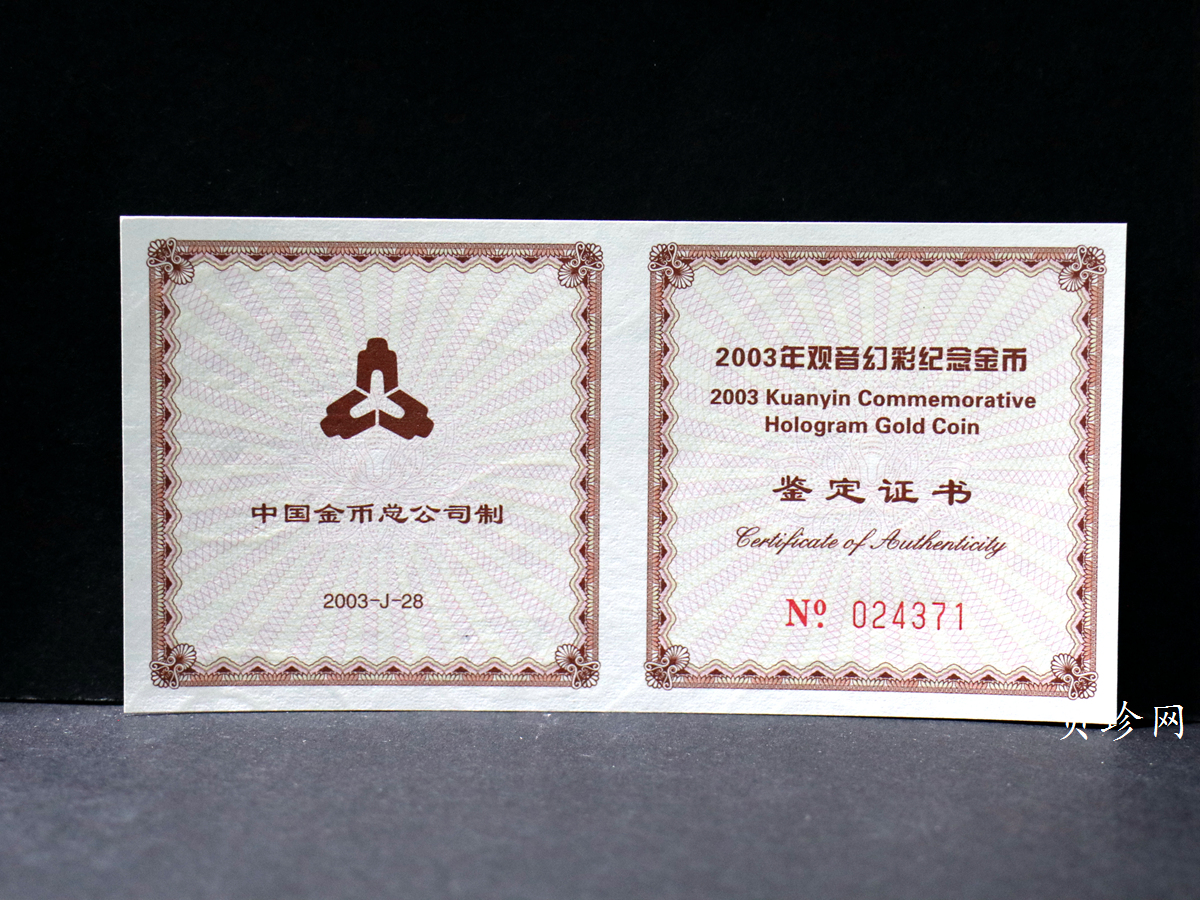 中国金币总公司制
2003-J-28
2003年观音幻彩纪念金币
2003 Kuanyin Commemorative
Hologram Gold Coin
鉴定证书
Certificate of Authenticity
Nº 024371
珍网